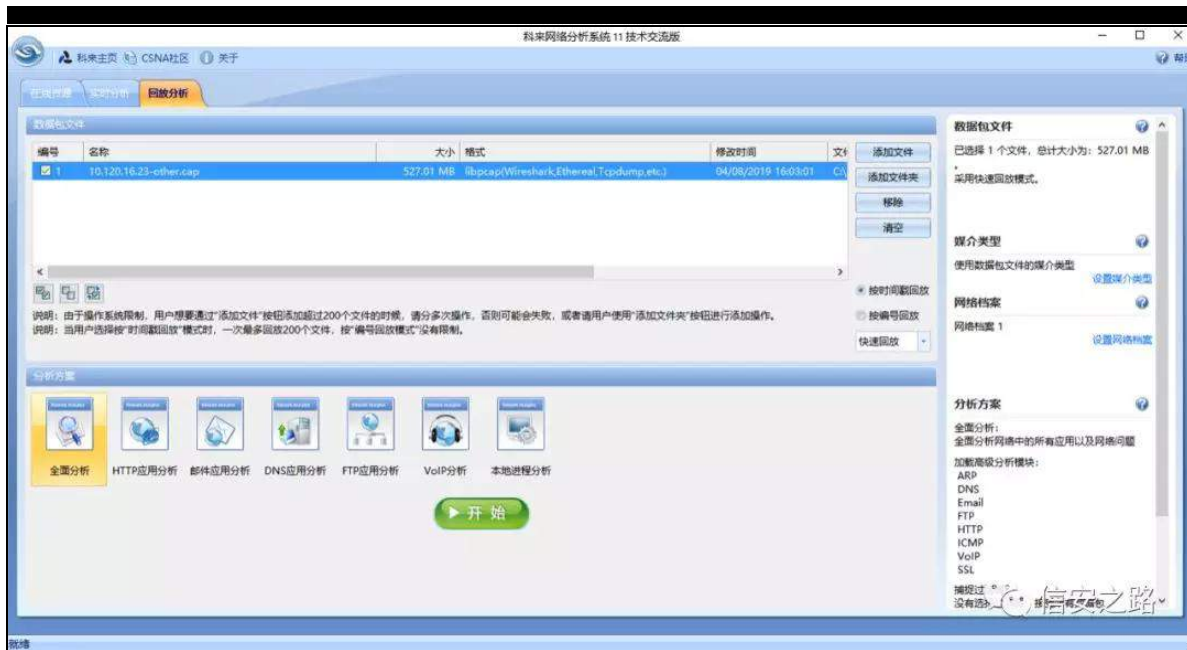 科来网络分析系统 11 技术交流版
科来主页 CSNA社区 关于
实时分析 回放分析
数据包文件
编号 名称 大小 格式 修改时间
1 10.120.16.23-other.cap 527.01 MB libpcap(Wireshark,Ethereal,Tcpdump,etc.) 04/08/2019 16:03:01
添加文件
添加文件夹
移除
清空
按时间戳回放
按编号回放
快速回放
说明：由于操作系统限制，用户想要通过“添加文件”按钮添加超过200个文件的时候，请分多次操作，否则可能会失败，或者请用户使用“添加文件夹”按钮进行添加操作。
说明：当用户选择按“时间戳回放”模式时，一次最多回放200个文件，按“编号回放模式”没有限制。
分析方案
全面分析 HTTP应用分析 邮件应用分析 DNS应用分析 FTP应用分析 VoIP分析 本地进程分析
开 始
数据包文件
已选择 1 个文件，总计大小为：527.01 MB
。
采用快速回放模式。
媒介类型
使用数据包文件的媒介类型
设置媒介类型
网络档案
网络档案 1
设置网络档案
分析方案
全面分析：
全面分析网络中的所有应用以及网络问题
加载高级分析模块：
ARP
DNS
Email
FTP
HTTP
ICMP
VoIP
SSL
信安之路
就绪